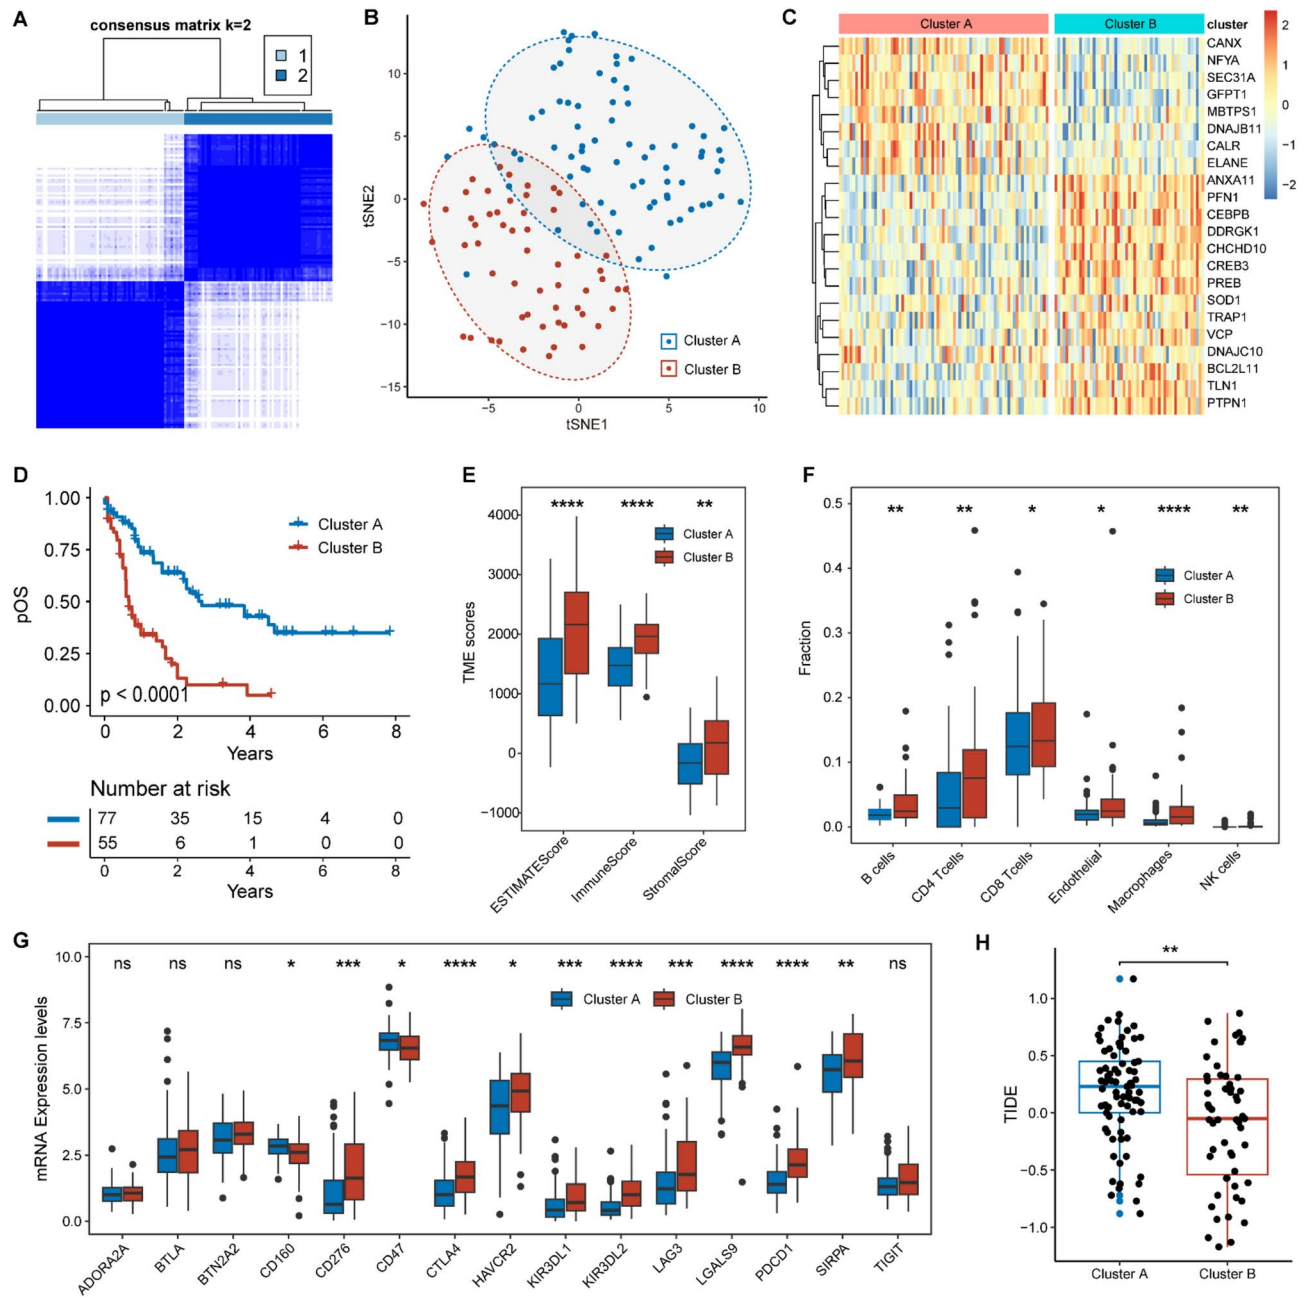 A
consensus matrix k=2
1
2
B
10
5
0
−5
−10
−15
tSNE2
−5
0
5
10
tSNE1
Cluster A
Cluster B
C
Cluster A
Cluster B
cluster
CANX
NFYA
SEC31A
GFPT1
MBTPS1
DNAJB11
CALR
ELANE
ANXA11
PFN1
CEBPB
DDRGK1
CHCHD10
CREB3
PREB
SOD1
TRAP1
VCP
DNAJC10
BCL2L11
TLN1
PTPN1
2
1
0
−1
−2
D
1.00
0.75
0.50
0.25
0.00
pOS
Cluster A
Cluster B
p < 0.0001
0 2 4 6 8
Years
Number at risk
77 35 15 4 0
55 6 1 0 0
0 2 4 6 8
Years
E
TME scores
4000
3000
2000
1000
0
−1000
**** **** **
Cluster A
Cluster B
ESTIMATEScore
ImmuneScore
StromalScore
F
Fraction
0.5
0.4
0.3
0.2
0.1
0.0
** ** * * **** **
Cluster A
Cluster B
B cells
CD4 Tcells
CD8 Tcells
Endothelial
Macrophages
NK cells
G
mRNA Expression levels
10.0
7.5
5.0
2.5
0.0
ns ns ns * *** * **** * *** **** *** **** **** ** ns
Cluster A Cluster B
ADORA2A
BTLA
BTN2A2
CD160
CD276
CD47
CTLA4
HAVCR2
KIR3DL1
KIR3DL2
LAG3
LGALS9
PDCD1
SIRPA
TIGIT
H
**
TIDE
1.0
0.5
0.0
−0.5
−1.0
Cluster A
Cluster B